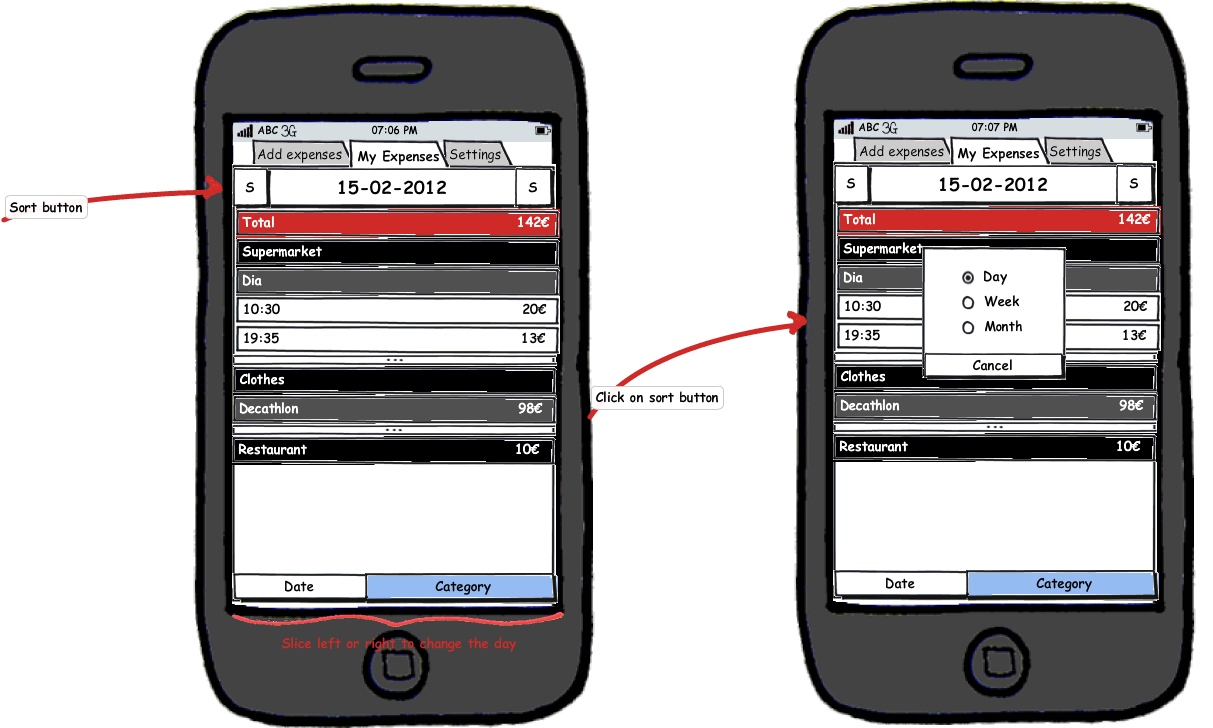 ABC 3G 07:06 PM
Add expenses My Expenses Settings
S 15-02-2012 S
Sort button
Total 142€
Supermarket
Dia
10:30 20€
19:35 13€
...
Clothes
Decathlon 98€
...
Restaurant 10€
Date Category
Slice left or right to change the day
Click on sort button
ABC 3G 07:07 PM
Add expenses My Expenses Settings
S 15-02-2012 S
Total 142€
Supermarket
Dia
10:30 20€
19:35 13€
Day
Week
Month
Cancel
Clothes
Decathlon 98€
...
Restaurant 10€
Date Category